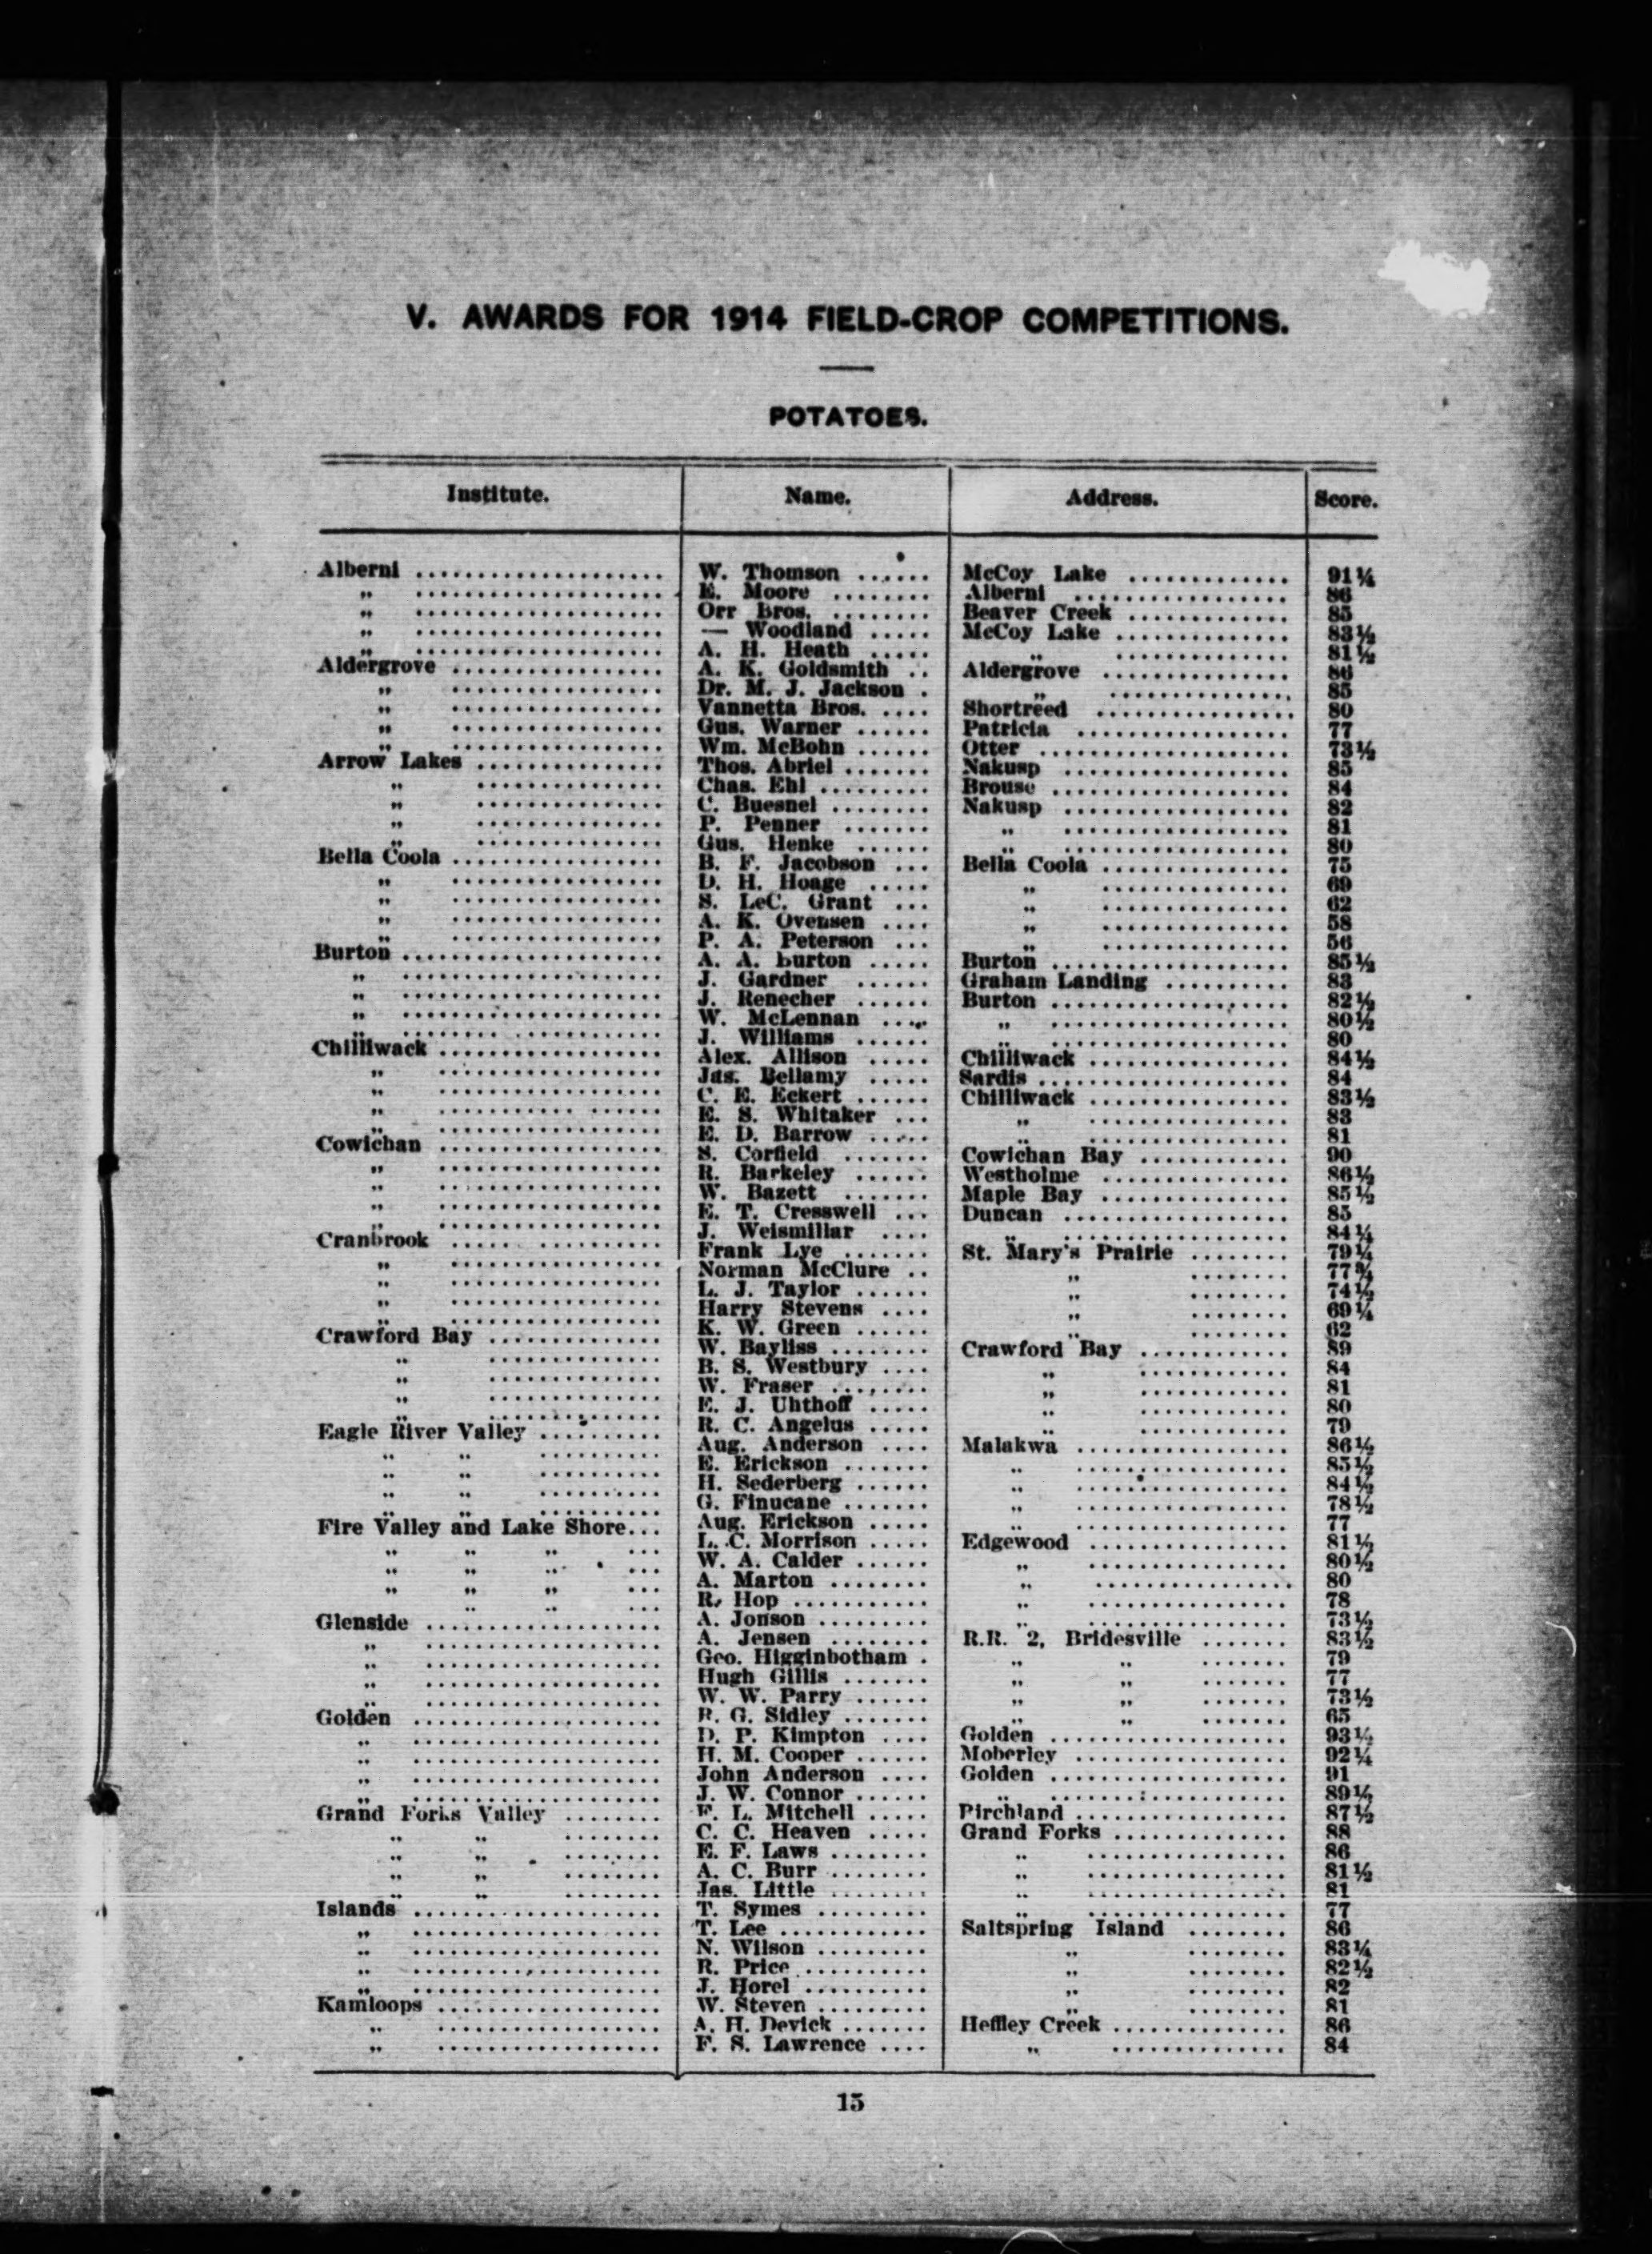 V. AWARDS FOR 1914 FIELD-CROP COMPETITIONS.
POTATOES.
Institute. Name. Address. Score.
Alberni W. Thomson McCoy Lake 91¼
„ E. Moore Alberni 86
„ Orr Bros. Beaver Creek 85
„ — Woodland McCoy Lake 83½
„ A. H. Heath „ 81½
Aldergrove A. K. Goldsmith Aldergrove 86
„ Dr. M. J. Jackson „ 85
„ Vannetta Bros. Shortreed 80
„ Gus. Warner Patricia 77
„ Wm. McBohn Otter 73½
Arrow Lakes Thos. Abriel Nakusp 85
„ Chas. Ehl Brouse 84
„ C. Buesnel Nakusp 82
„ P. Penner „ 81
„ Gus. Henke „ 80
Bella Coola B. F. Jacobson Bella Coola 75
„ D. H. Hoage „ 69
„ S. LeC. Grant „ 62
„ A. K. Ovensen „ 58
„ P. A. Peterson „ 56
Burton A. A. Burton Burton 85½
„ J. Gardner Graham Landing 83
„ J. Renecher Burton 82½
„ W. McLennan „ 80½
„ J. Williams „ 80
Chilliwack Alex. Allison Chilliwack 84½
„ Jas. Bellamy Sardis 84
„ C. E. Eckert Chilliwack 83½
„ E. S. Whitaker „ 83
„ E. D. Barrow „ 81
Cowichan S. Corfield Cowichan Bay 90
„ R. Barkeley Westholme 86½
„ W. Bazett Maple Bay 85½
„ E. T. Cresswell Duncan 85
„ J. Weismillar „ 84¼
Cranbrook Frank Lye St. Mary's Prairie 79¼
„ Norman McClure „ 77¾
„ L. J. Taylor „ 74½
„ Harry Stevens „ 69¼
„ K. W. Green „ 62
Crawford Bay W. Bayliss Crawford Bay 89
„ B. S. Westbury „ 84
„ W. Fraser „ 81
„ E. J. Uhthoff „ 80
„ R. C. Angelus „ 79
Eagle River Valley Aug. Anderson Malakwa 86½
„ „ E. Erickson „ 85½
„ „ H. Sederberg „ 84½
„ „ G. Finucane „ 78½
„ „ Aug. Erickson „ 77
Fire Valley and Lake Shore L. C. Morrison Edgewood 81½
„ „ „ W. A. Calder „ 80½
„ „ „ A. Marton „ 80
„ „ „ R. Hop „ 78
„ „ A. Jonson „ 73½
Glenside A. Jensen R.R. 2, Bridesville 83½
„ Geo. Higginbotham „ „ 79
„ Hugh Gillis „ „ 77
„ W. W. Parry „ „ 73½
„ R. G. Sidley „ „ 65
Golden D. P. Kimpton Golden 93½
„ H. M. Cooper Moberley 92¼
„ John Anderson Golden 91
„ J. W. Connor „ 89½
„ F. L. Mitchell Birchland 87½
Grand Forks Valley C. C. Heaven Grand Forks 88
„ „ E. F. Laws „ 86
„ „ A. C. Burr „ 81½
„ „ Jas. Little „ 81
„ „ T. Symes „ 77
Islands T. Lee Saltspring Island 86
„ N. Wilson „ 83¼
„ R. Price „ 82½
„ J. Horel „ 82
„ W. Steven „ 81
Kamloops A. H. Devick Heffley Creek 86
„ F. S. Lawrence „ 84
15